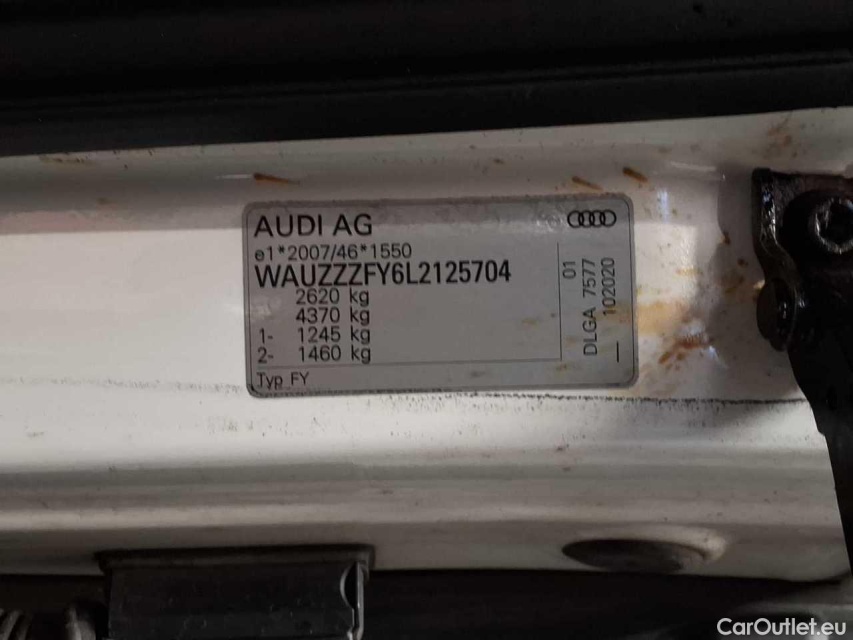 AUDI AG
e1*2007/46*1550
WAUZZZFY6L2125704
2620 kg
4370 kg
1- 1245 kg
2- 1460 kg
Typ FY
01
DLGA 7577
102020
CarOutlet.eu